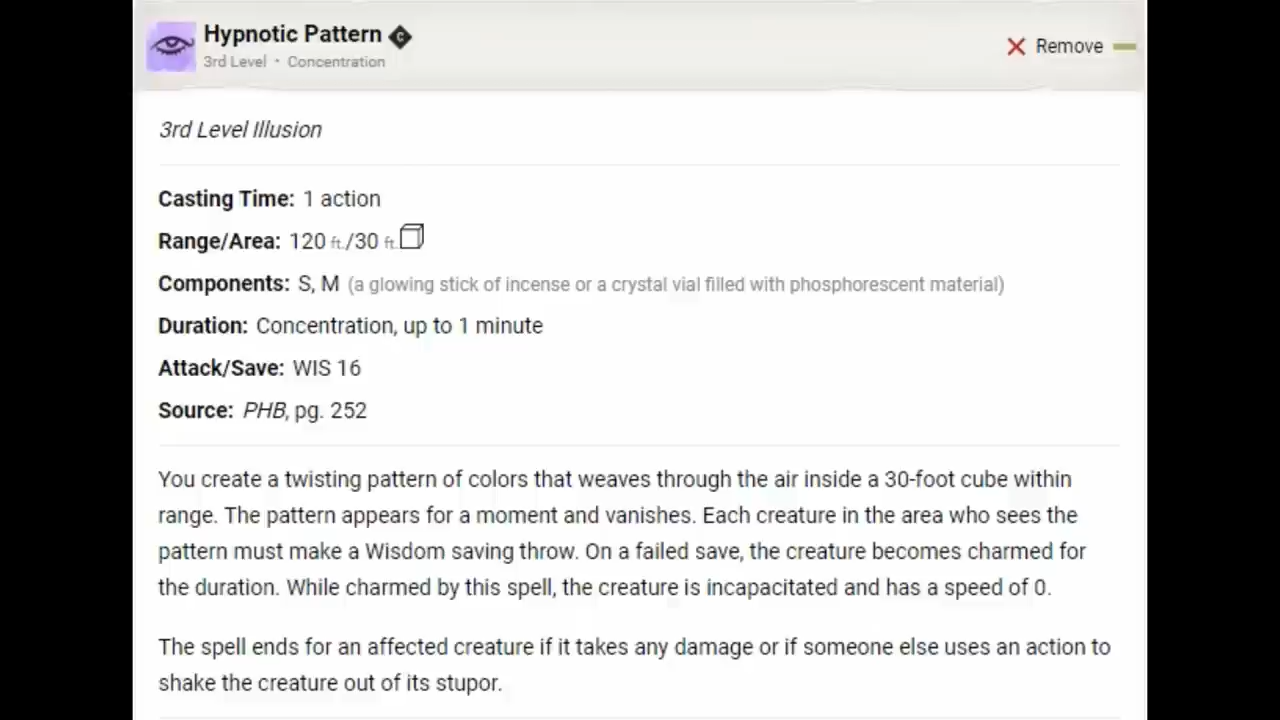 Hypnotic Pattern C
3rd Level • Concentration
Remove
3rd Level Illusion
Casting Time: 1 action
Range/Area: 120 ft./30 ft.
Components: S, M (a glowing stick of incense or a crystal vial filled with phosphorescent material)
Duration: Concentration, up to 1 minute
Attack/Save: WIS 16
Source: PHB, pg. 252
You create a twisting pattern of colors that weaves through the air inside a 30-foot cube within
range. The pattern appears for a moment and vanishes. Each creature in the area who sees the
pattern must make a Wisdom saving throw. On a failed save, the creature becomes charmed for
the duration. While charmed by this spell, the creature is incapacitated and has a speed of 0.
The spell ends for an affected creature if it takes any damage or if someone else uses an action to
shake the creature out of its stupor.